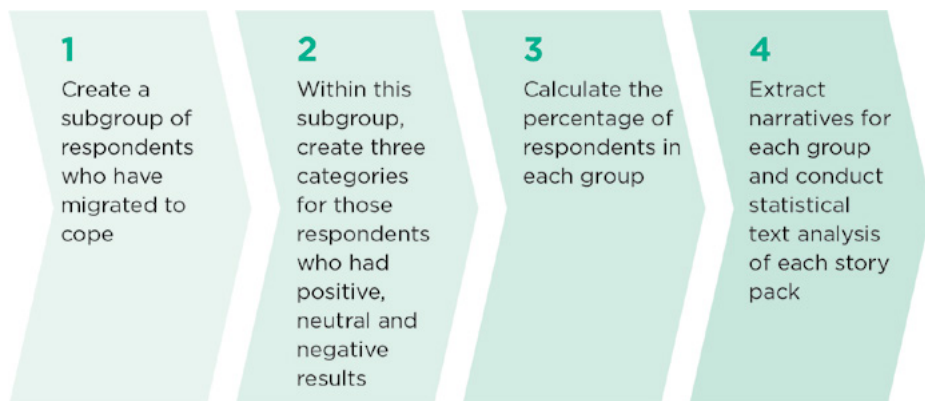 1
Create a
subgroup of
respondents
who have
migrated to
cope
2
Within this
subgroup,
create three
categories
for those
respondents
who had
positive,
neutral and
negative
results
3
Calculate the
percentage of
respondents in
each group
4
Extract
narratives for
each group
and conduct
statistical
text analysis
of each story
pack